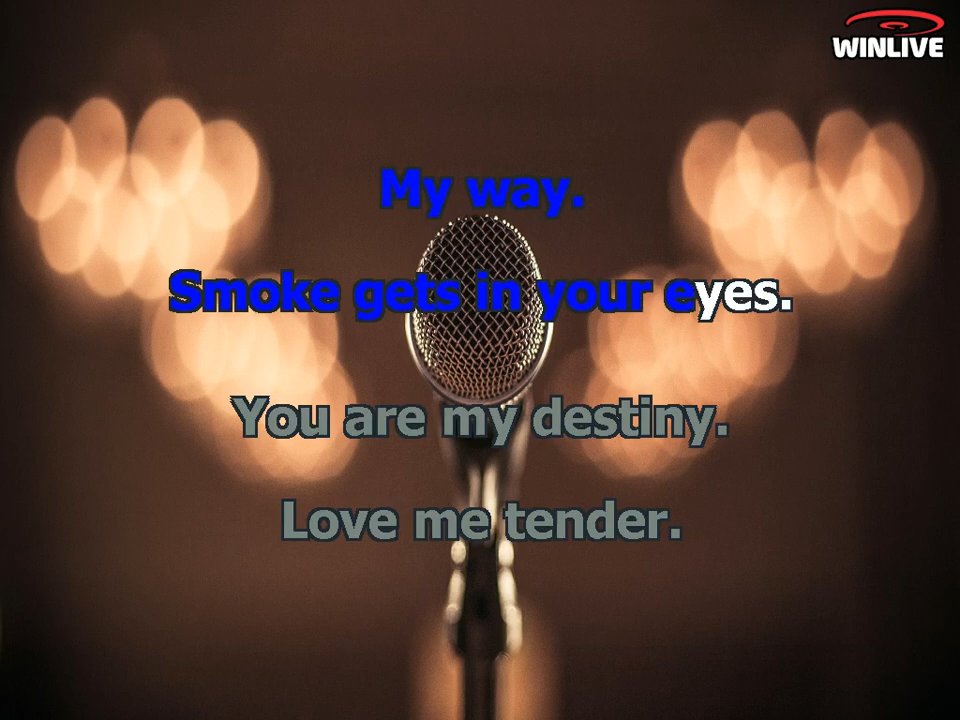 WINLIVE
My way.
Smoke gets in your eyes.
You are my destiny.
Love me tender.